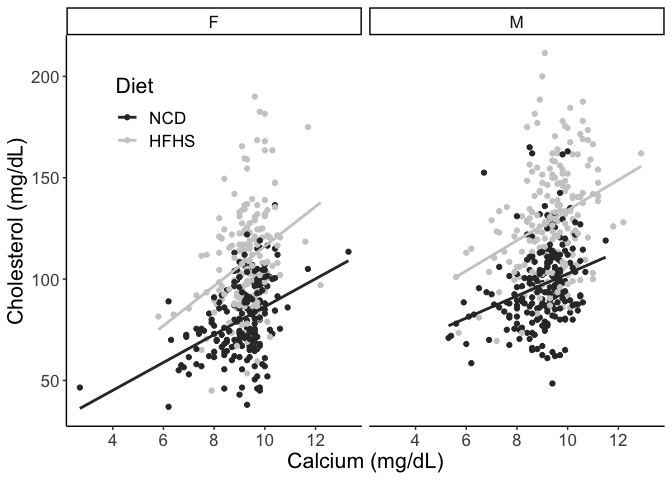 F
M
Diet
NCD
HFHS
Cholesterol (mg/dL)
200
150
100
50
4 6 8 10 12
4 6 8 10 12
Calcium (mg/dL)